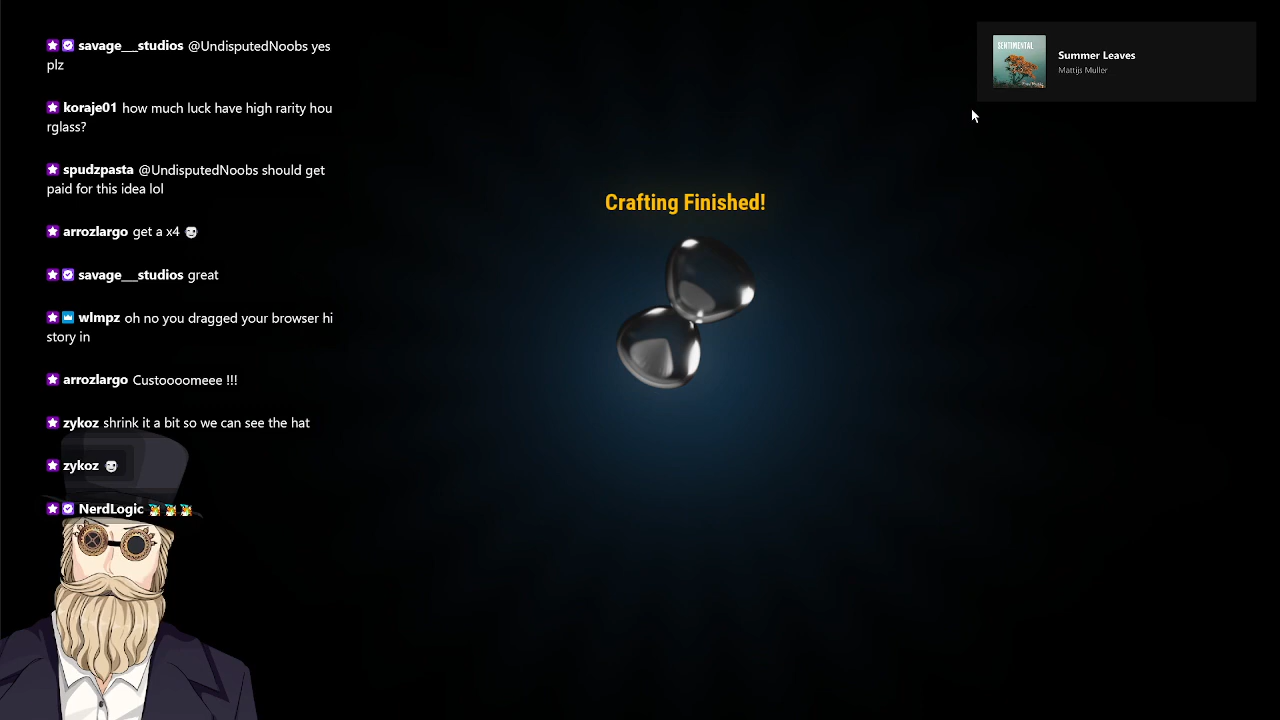 savage___studios @UndisputedNoobs yes
plz
koraje01 how much luck have high rarity hou
rglass?
spudzpasta @UndisputedNoobs should get
paid for this idea lol
arrozlargo get a x4
savage___studios great
wlmpz oh no you dragged your browser hi
story in
arrozlargo Custoooomeee !!!
zykoz shrink it a bit so we can see the hat
zykoz
NerdLogic
Crafting Finished!
SENTIMENTAL
Summer Leaves
Mattijs Muller